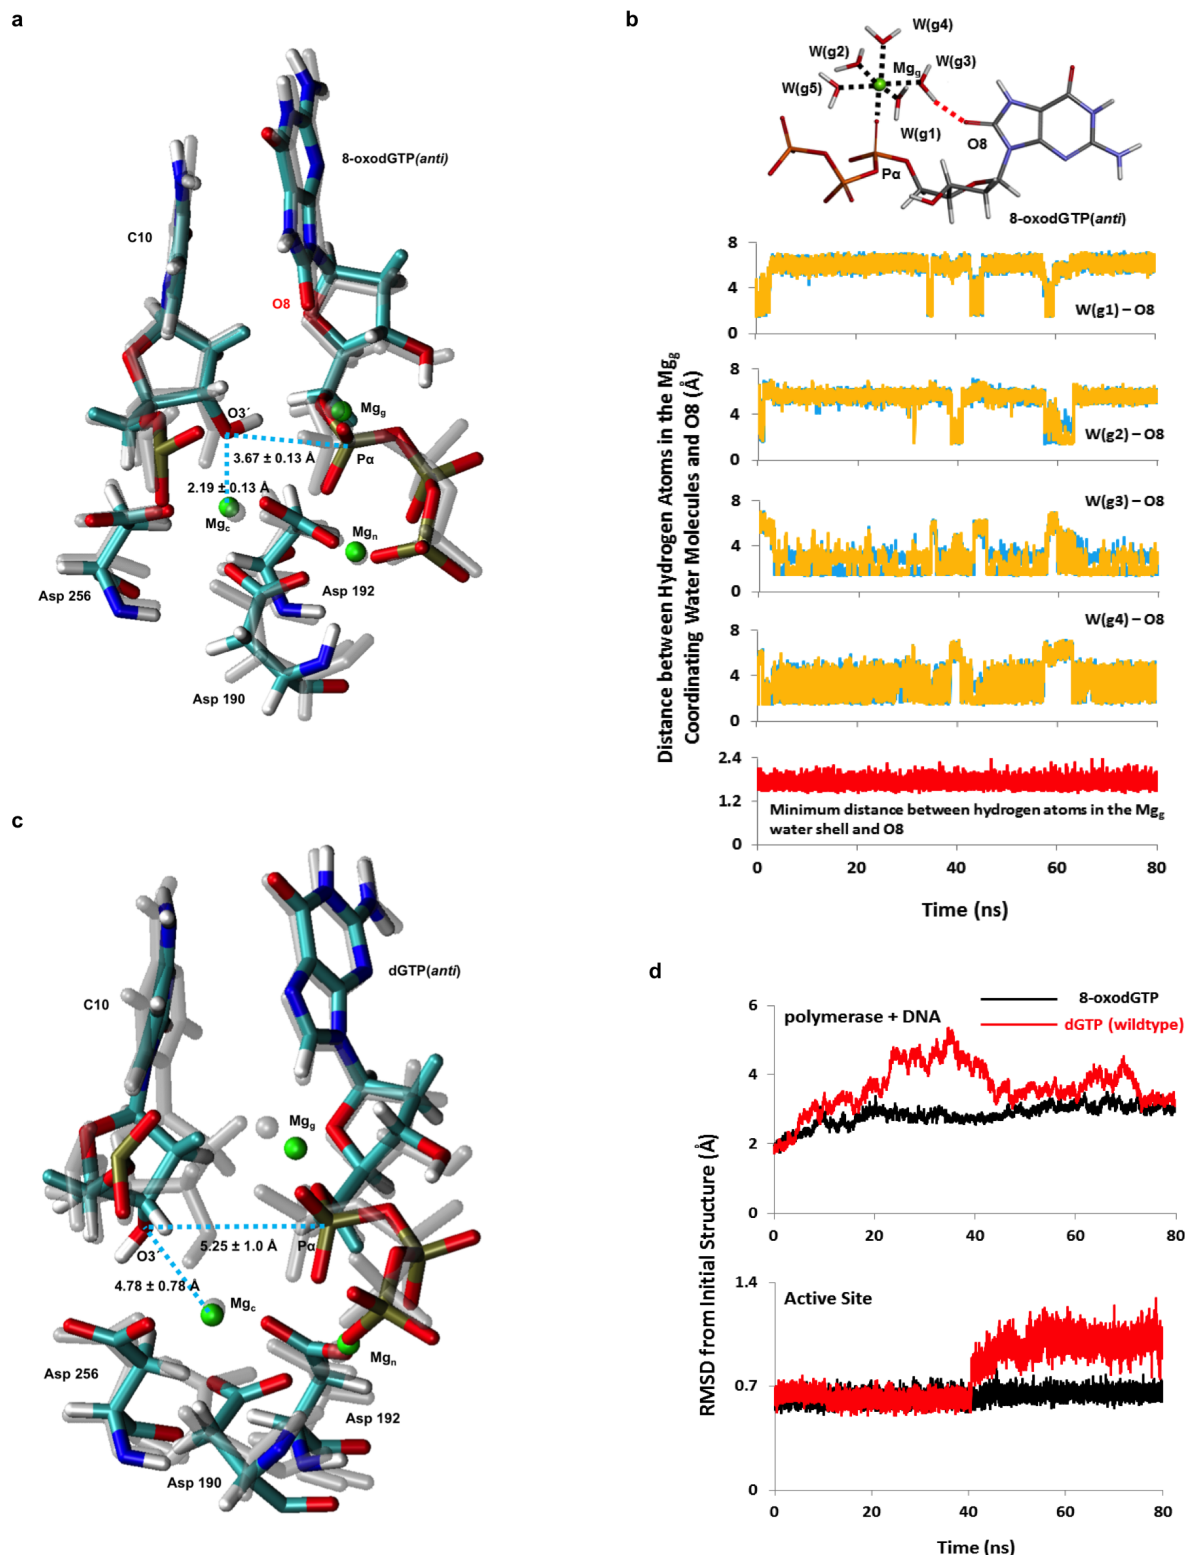 a
8-oxodGTP(anti)
C10
O8
O3´
Mgg
3.67 ± 0.13 Å
Pα
2.19 ± 0.13 Å
Mgc
Mgn
Asp 256
Asp 192
Asp 190
b
W(g4)
W(g2)
Mgg
W(g3)
W(g5)
W(g1)
O8
Pα
8-oxodGTP(anti)
Distance between Hydrogen Atoms in the Mgg
Coordinating Water Molecules and O8 (Å)
8
4
0
W(g1) – O8
8
4
0
W(g2) – O8
8
4
0
W(g3) – O8
8
4
0
W(g4) – O8
2.4
1.2
0
Minimum distance between hydrogen atoms in the Mgg
water shell and O8
0 20 40 60 80
Time (ns)
c
dGTP(anti)
C10
Mgg
5.25 ± 1.0 Å
Pα
O3´
4.78 ± 0.78 Å
Mgc
Mgn
Asp 256
Asp 192
Asp 190
d
RMSD from Initial Structure (Å)
6
4
2
0
polymerase + DNA
8-oxodGTP
dGTP (wildtype)
0 20 40 60 80
1.4
0.7
0
Active Site
0 20 40 60 80
Time (ns)